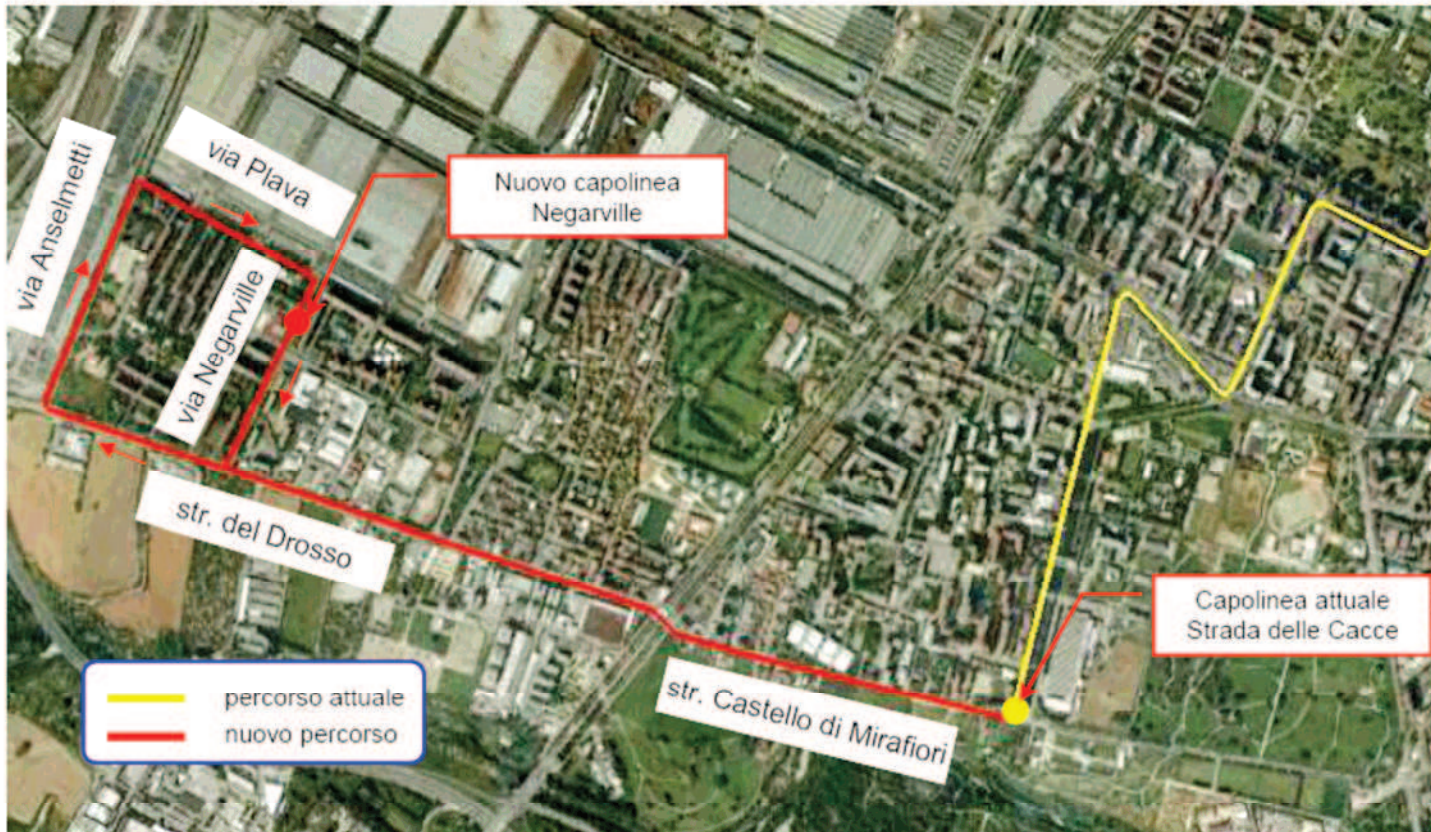 via Anselmetti
via Plava
Nuovo capolinea
Negarville
via Negarville
str. del Drosso
Capolinea attuale
Strada delle Cacce
str. Castello di Mirafiori
percorso attuale
nuovo percorso